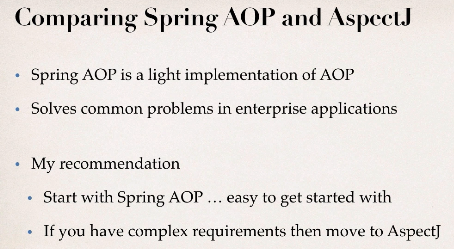 Comparing Spring AOP and AspectJ
• Spring AOP is a light implementation of AOP
• Solves common problems in enterprise applications
• My recommendation
• Start with Spring AOP … easy to get started with
• If you have complex requirements then move to AspectJ